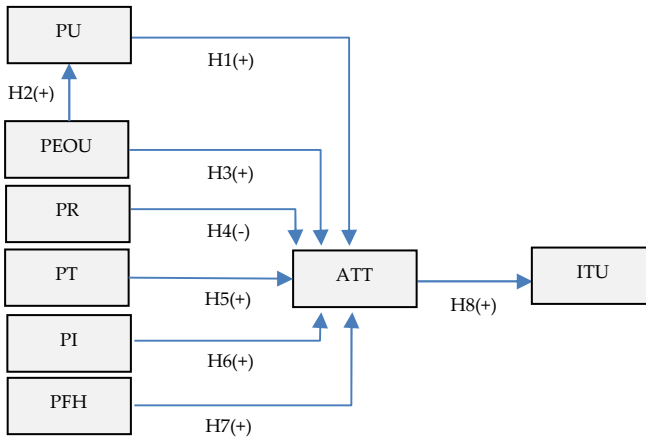 PU
H1(+)
H2(+)
PEOU
H3(+)
PR
H4(-)
PT
H5(+)
ATT
H8(+)
ITU
PI
H6(+)
PFH
H7(+)